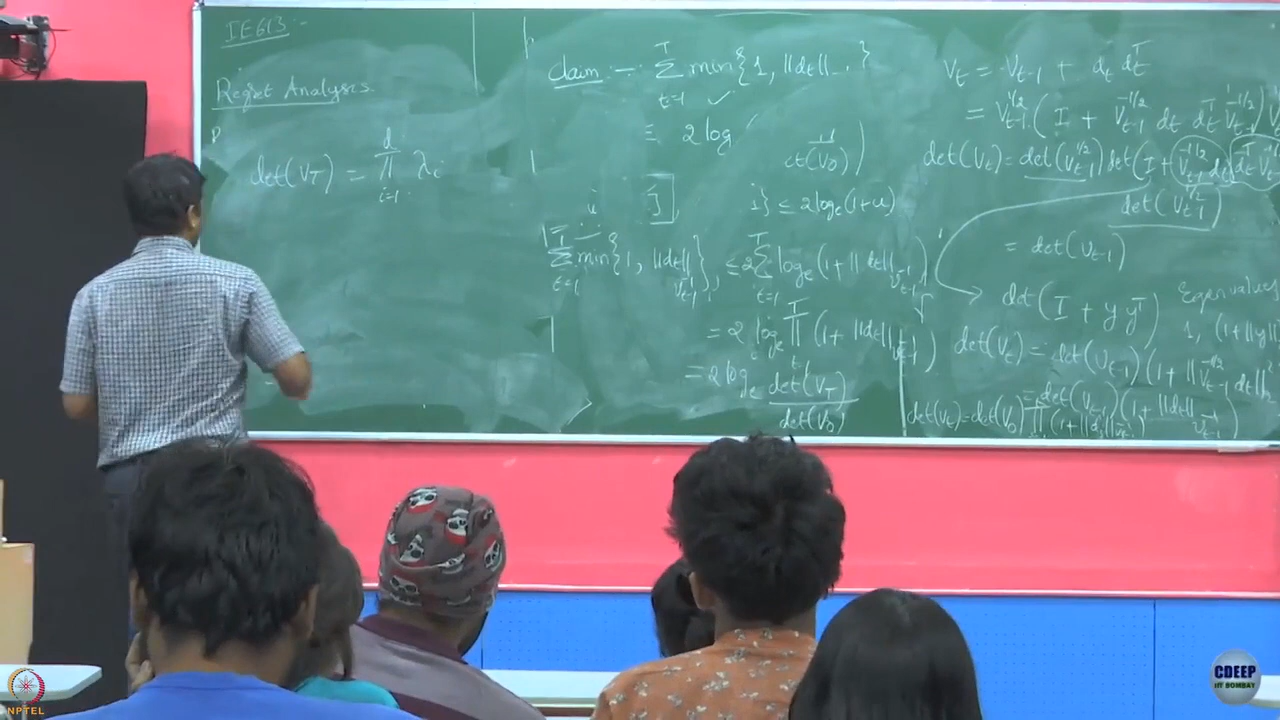 IE613:-
Regret Analysis.
det(V_T) = ∏_{i=1}^{d} λ_i
Claim :- ∑_{t=1}^{T} min{1, ||d_t||
≤ 2 log (
(V_0) )
} ≤ 2 log_e (1+u)
∑_{t=1}^{T} min{1, ||d_t||_{V_{t-1}^{-1}}} ≤ 2 ∑_{t=1}^{T} log_e (1 + ||d_t||_{V_{t-1}^{-1}})
= 2 log_e ∏ (1 + ||d_t||_{V_{t-1}^{-1}})
= 2 log_e det(V_T) / det(V_0)
V_t = V_{t-1} + d_t d_t^T
= V_{t-1}^{1/2} ( I + V_{t-1}^{-1/2} d_t d_t^T V_{t-1}^{-1/2} )
det(V_t) = det(V_{t-1}^{1/2}) det( I + V_{t-1}^{-1/2} d_t d_t^T
det(V_{t-1}^{1/2})
= det(V_{t-1})
det( I + y y^T ) Eigenvalues
1, (1+||y||
det(V_t) = det(V_{t-1}) (1 + ||V_{t-1}^{-1/2} d_t||_2^2
= det(V_{t-1}) (1 + ||d_t||_{V_{t-1}^{-1}} )
det(V_t) = det(V_0) ∏ (1 + ||d_
NPTEL
CDEEP
IIT BOMBAY